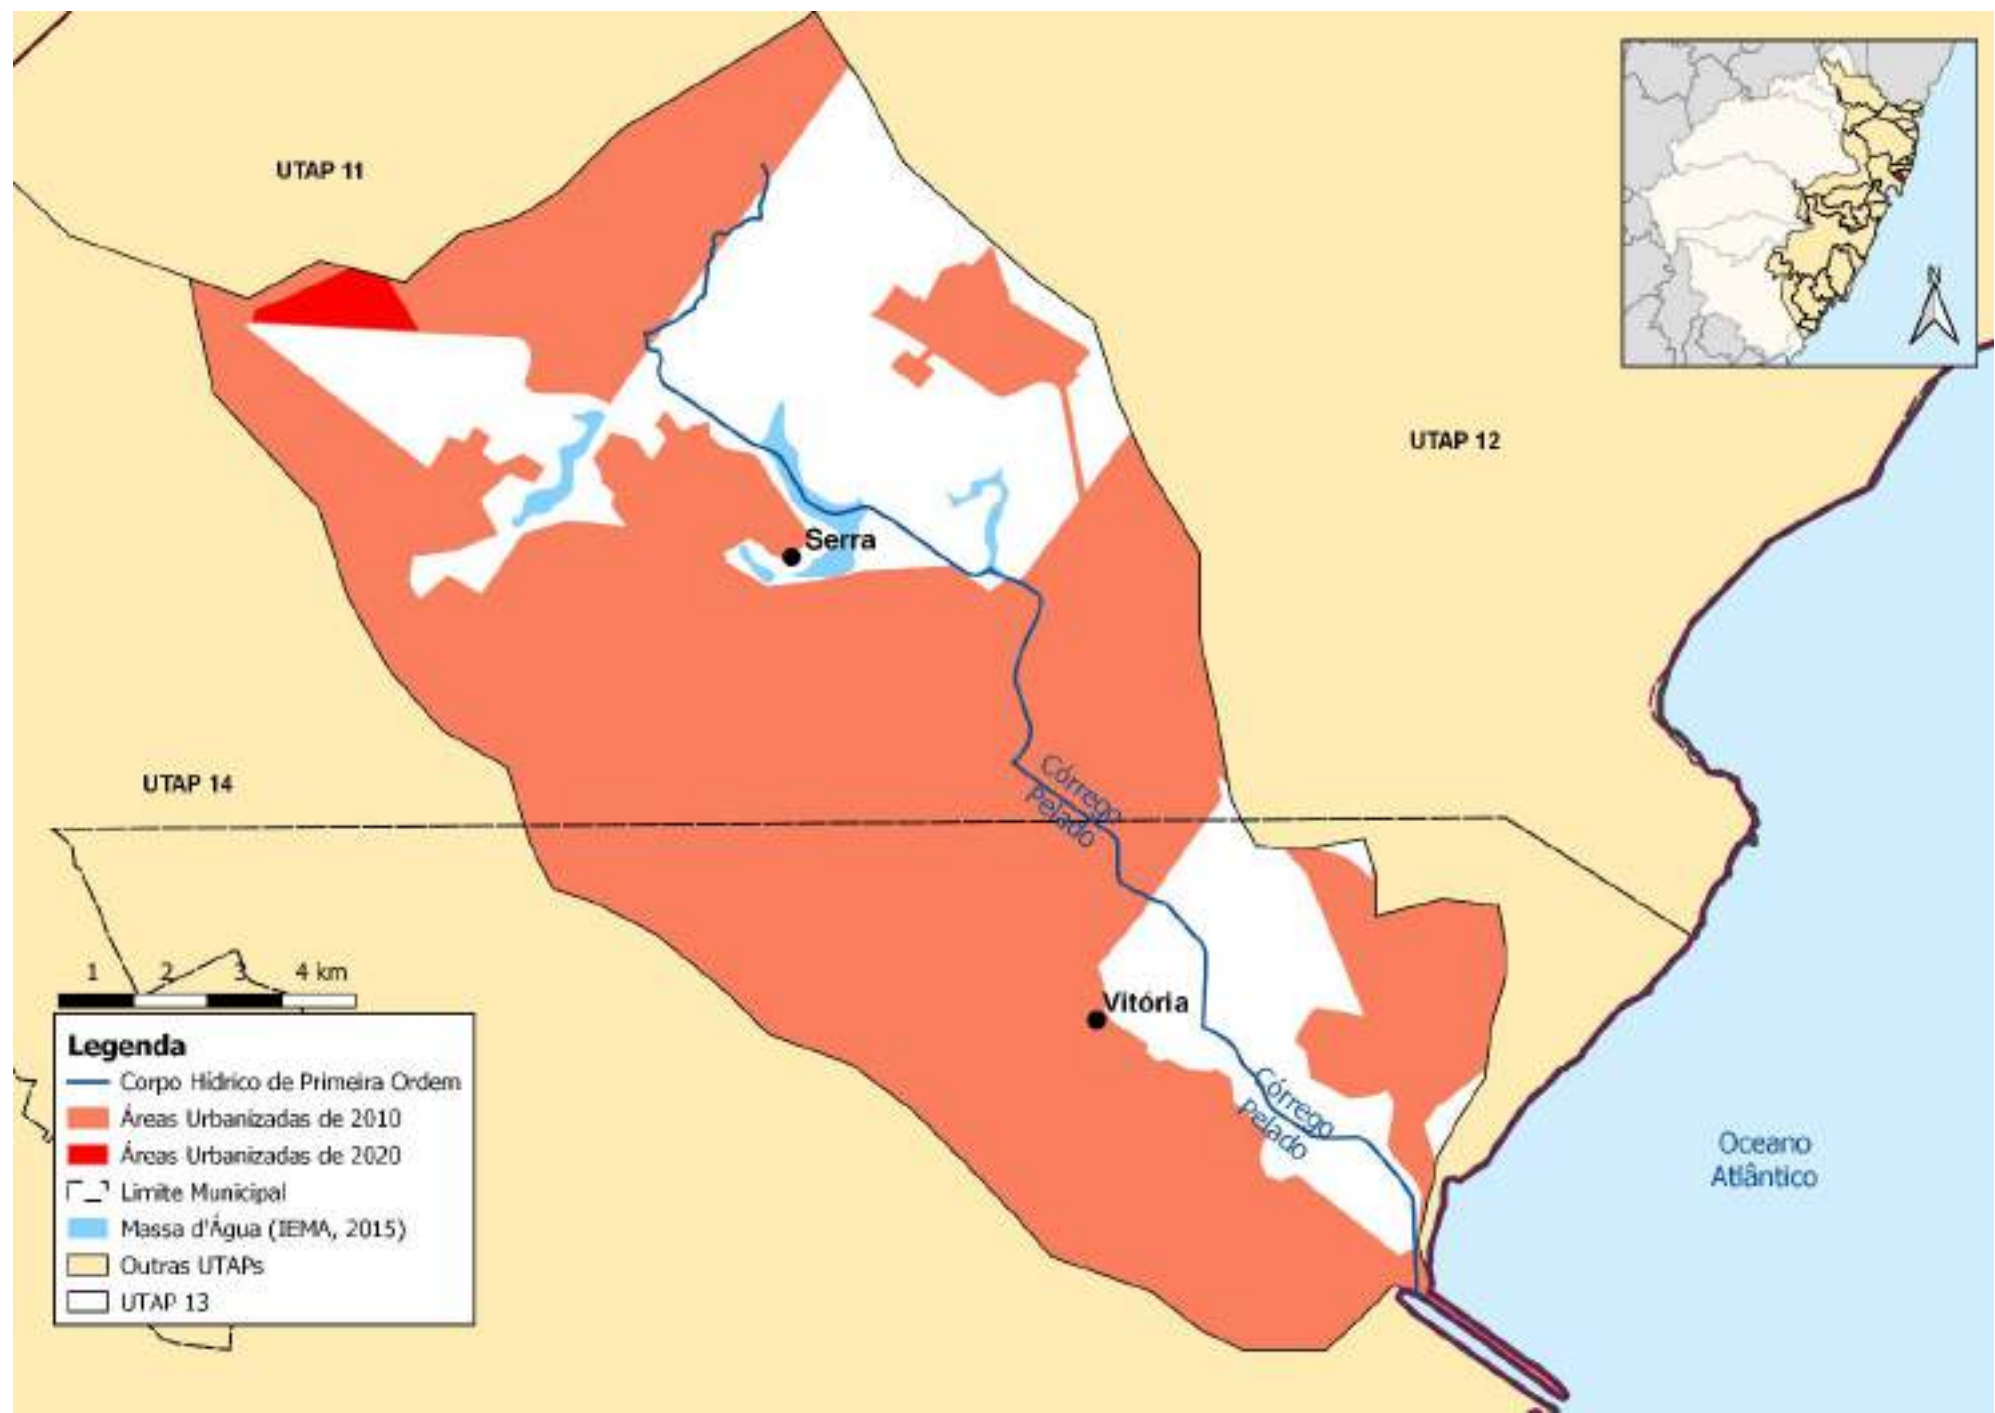 UTAP 11
N
UTAP 12
Serra
Córrego
Pelado
UTAP 14
1 2 3 4 km
Vitória
Legenda
Corpo Hídrico de Primeira Ordem
Áreas Urbanizadas de 2010
Áreas Urbanizadas de 2020
Limite Municipal
Massa d'Água (IEMA, 2015)
Outras UTAPs
UTAP 13
Córrego
Pelado
Oceano
Atlântico